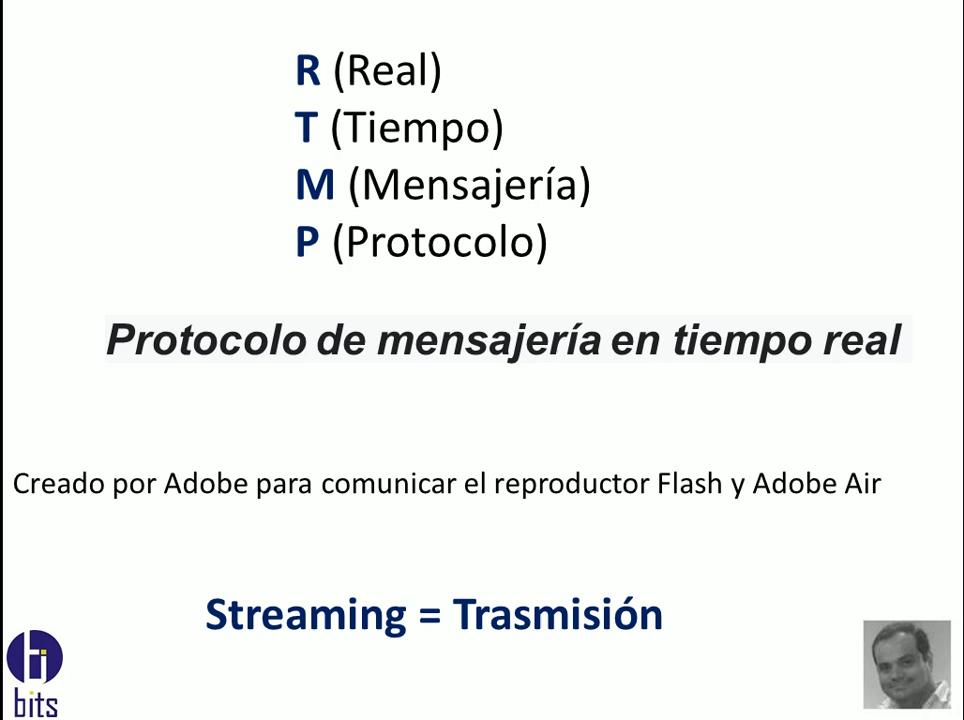 R (Real)
T (Tiempo)
M (Mensajería)
P (Protocolo)
Protocolo de mensajería en tiempo real
Creado por Adobe para comunicar el reproductor Flash y Adobe Air
Streaming = Trasmisión
bits